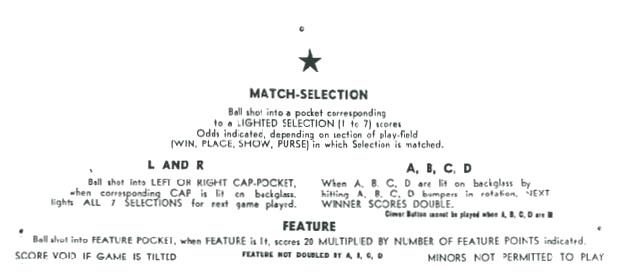 MATCH-SELECTION
Ball shot into a pocket corresponding
to a LIGHTED SELECTION (1 to 7) scores
Odds indicated, depending on section of play-field
(WIN, PLACE, SHOW, PURSE) in which Selection is matched.
L AND R
Ball shot into LEFT OR RIGHT CAP-POCKET,
when corresponding CAP is lit on backglass,
lights ALL 7 SELECTIONS for next game played.
A, B, C, D
When A, B, C, D are lit on backglass by
hitting A, B, C, D bumpers in rotation, NEXT
WINNER SCORES DOUBLE.
Clover Button cannot be played when A, B, C, D are lit
FEATURE
Ball shot into FEATURE POCKET, when FEATURE is lit, scores 20 MULTIPLIED BY NUMBER OF FEATURE POINTS indicated.
SCORE VOID IF GAME IS TILTED
FEATURE NOT DOUBLED BY A, B, C, D
MINORS NOT PERMITTED TO PLAY